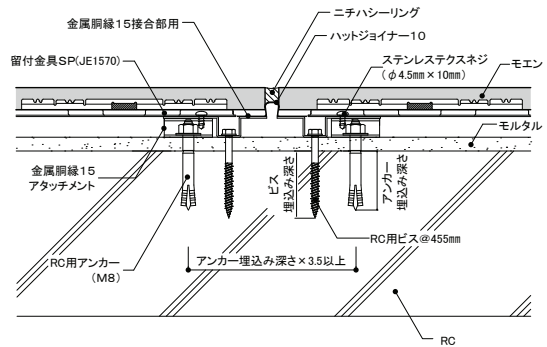 金属胴縁15接合部用
ニチハシーリング
ハットジョイナー10
留付金具SP(JE1570)
ステンレステクスネジ
(φ4.5mm×10mm)
モエン
モルタル
金属胴縁15
アタッチメント
ビス
埋込み深さ
アンカー
埋込み深さ
RC用ビス@455mm
RC用アンカー
(M8)
アンカー埋込み深さ×3.5以上
RC